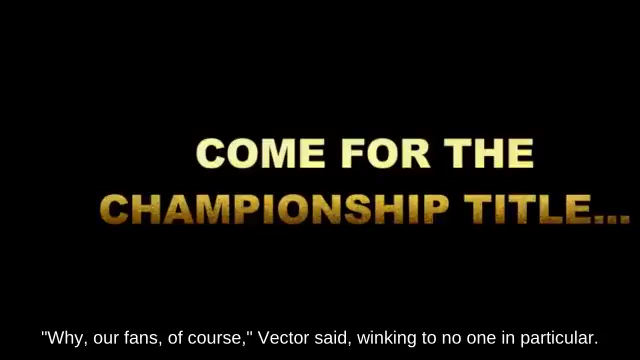 COME FOR THE
CHAMPIONSHIP TITLE...
"Why, our fans, of course," Vector said, winking to no one in particular.